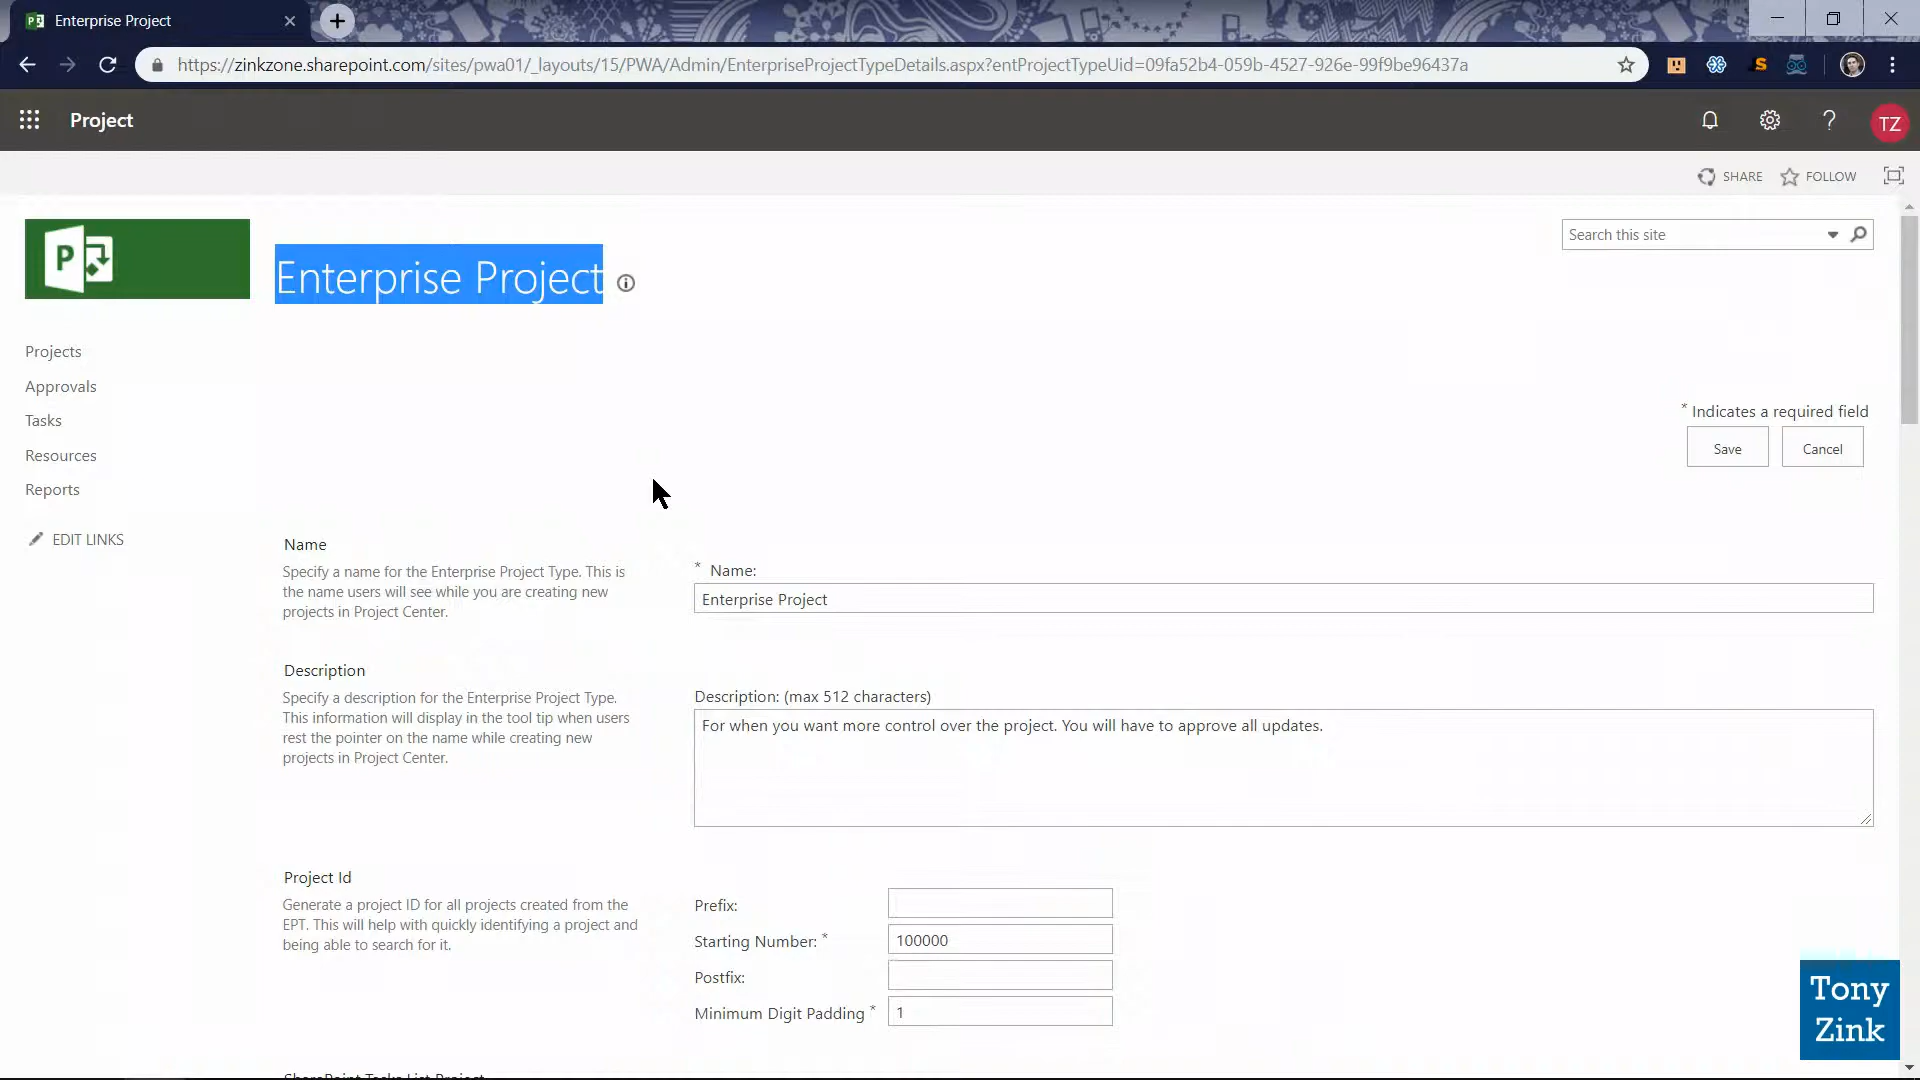 Enterprise Project
https://zinkzone.sharepoint.com/sites/pwa01/_layouts/15/PWA/Admin/EnterpriseProjectTypeDetails.aspx?entProjectTypeUid=09fa52b4-059b-4527-926e-99f9be96437a
S
Project
?
TZ
SHARE
FOLLOW
P
Enterprise Project
Search this site
Projects
Approvals
Tasks
Resources
Reports
EDIT LINKS
* Indicates a required field
Save
Cancel
Name
Specify a name for the Enterprise Project Type. This is
the name users will see while you are creating new
projects in Project Center.
* Name:
Enterprise Project
Description
Specify a description for the Enterprise Project Type.
This information will display in the tool tip when users
rest the pointer on the name while creating new
projects in Project Center.
Description: (max 512 characters)
For when you want more control over the project. You will have to approve all updates.
Project Id
Generate a project ID for all projects created from the
EPT. This will help with quickly identifying a project and
being able to search for it.
Prefix:
Starting Number: *
100000
Postfix:
Minimum Digit Padding *
1
SharePoint Tasks List Project
Tony
Zink